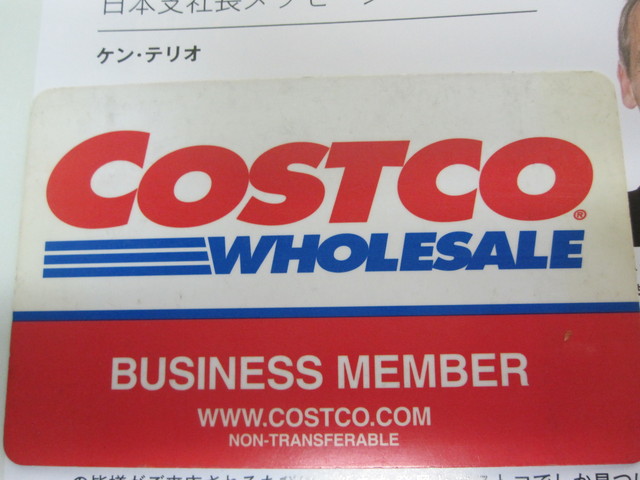 日本支社長メッセージ
ケン・テリオ
COSTCO®
WHOLESALE
BUSINESS MEMBER
WWW.COSTCO.COM
NON-TRANSFERABLE